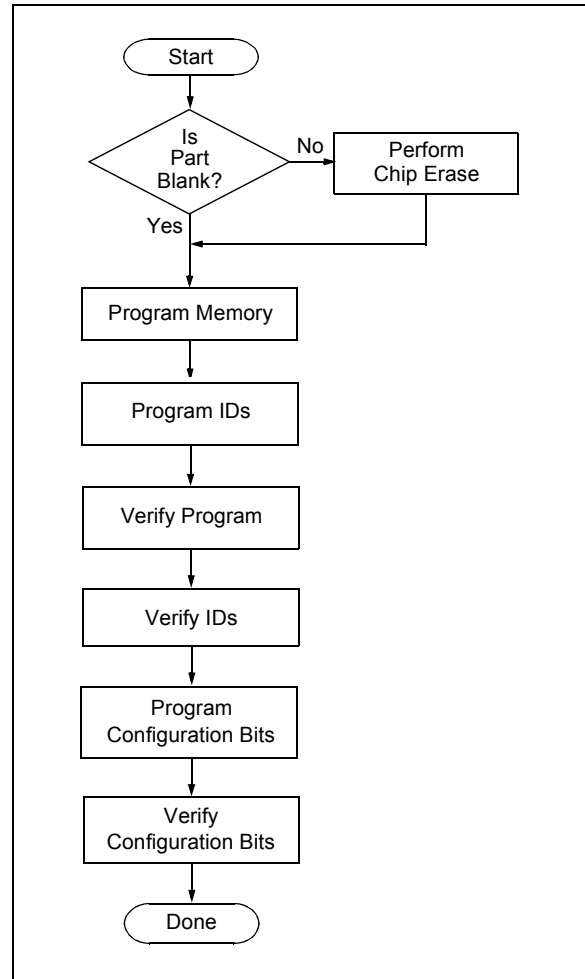 Start
Is
Part
Blank?
No
Perform
Chip Erase
Yes
Program Memory
Program IDs
Verify Program
Verify IDs
Program
Configuration Bits
Verify
Configuration Bits
Done